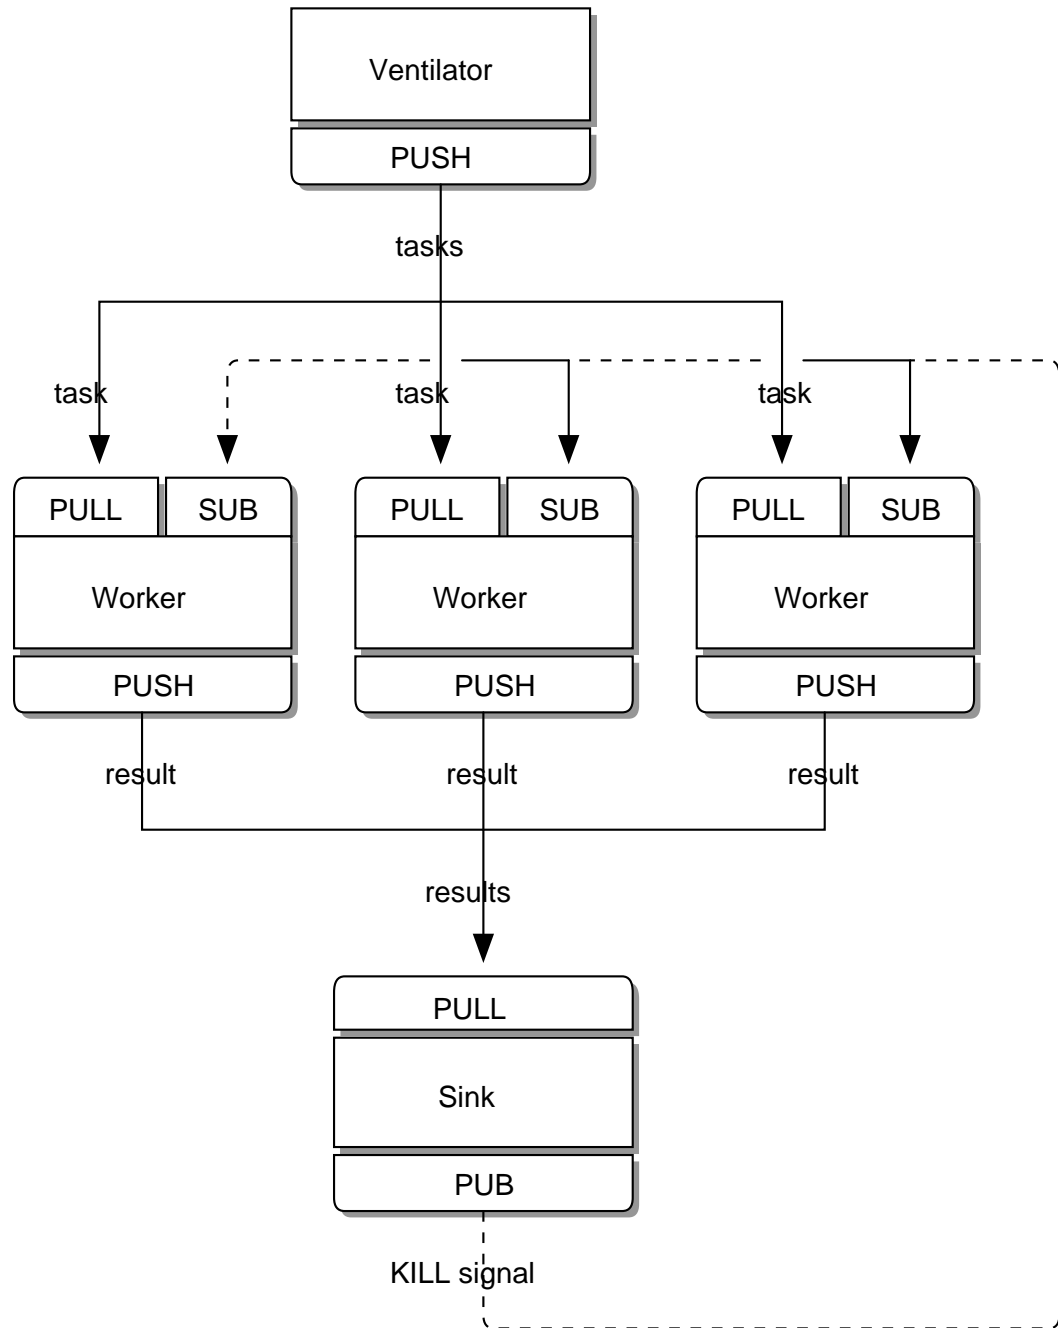 Ventilator
PUSH
tasks
task task task
PULL SUB PULL SUB PULL SUB
Worker Worker Worker
PUSH PUSH PUSH
result result result
results
PULL
Sink
PUB
KILL signal